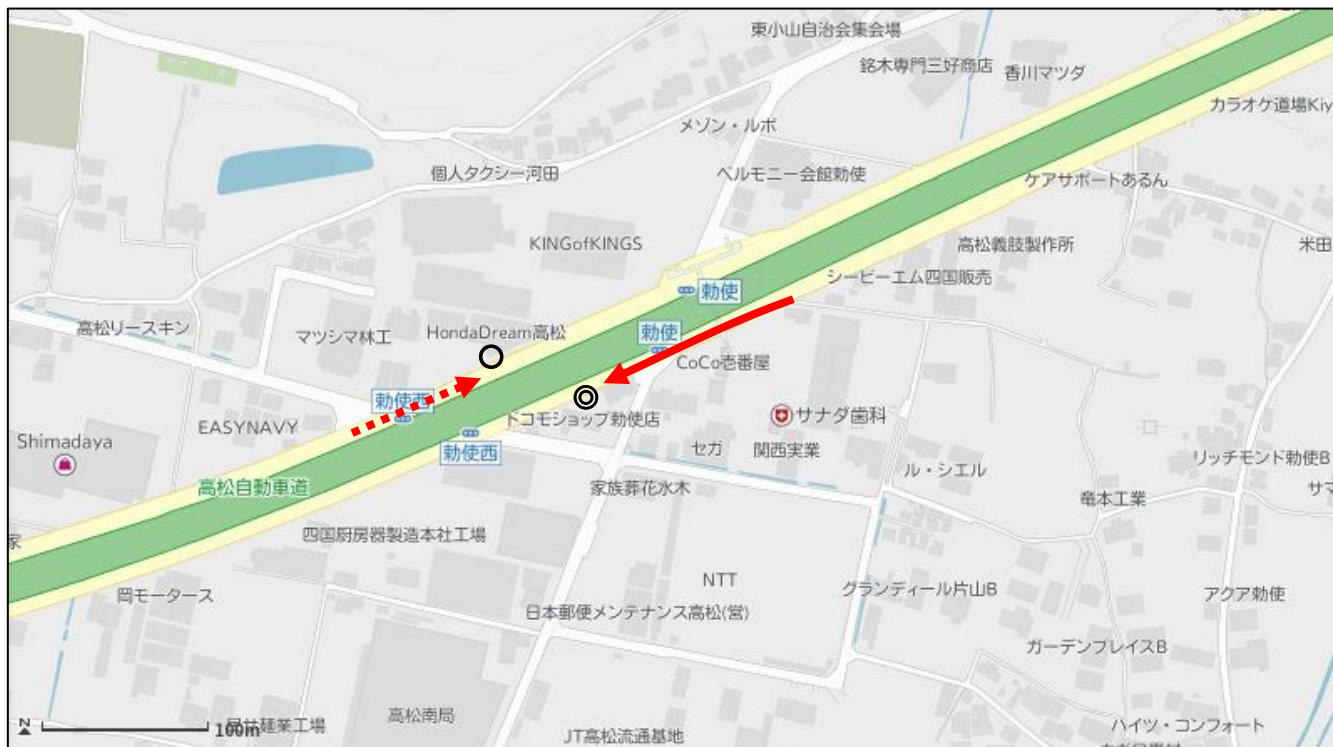 東小山自治会集会場
銘木専門三好商店
香川マツダ
カラオケ道場Kiy
メゾン・ルポ
個人タクシー河田
ベルモニー会館勅使
ケアサポートあるん
KINGofKINGS
高松義肢製作所
米田
シービーエム四国販売
勅使
高松リースキン
マツシマ林工
HondaDream高松
勅使
CoCo壱番屋
勅使西
EASYNAVY
ドコモショップ勅使店
サナダ歯科
Shimadaya
勅使西
セガ
関西実業
ル・シエル
リッチモンド勅使B
サマ
高松自動車道
家族葬花水木
竜本工業
家
四国厨房器製造本社工場
NTT
グランディール片山B
岡モータース
日本郵便メンテナンス高松(営)
アクア勅使
ガーデンプレイスB
高松南局
ハイツ・コンフォート
100m
JT高松流通基地